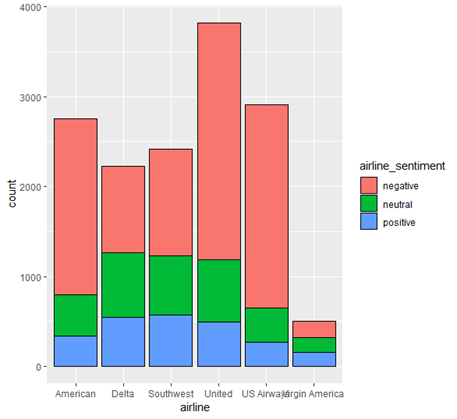 4000
3000
2000
1000
0
count
American Delta Southwest United US Airways Virgin America
airline
airline_sentiment
negative
neutral
positive